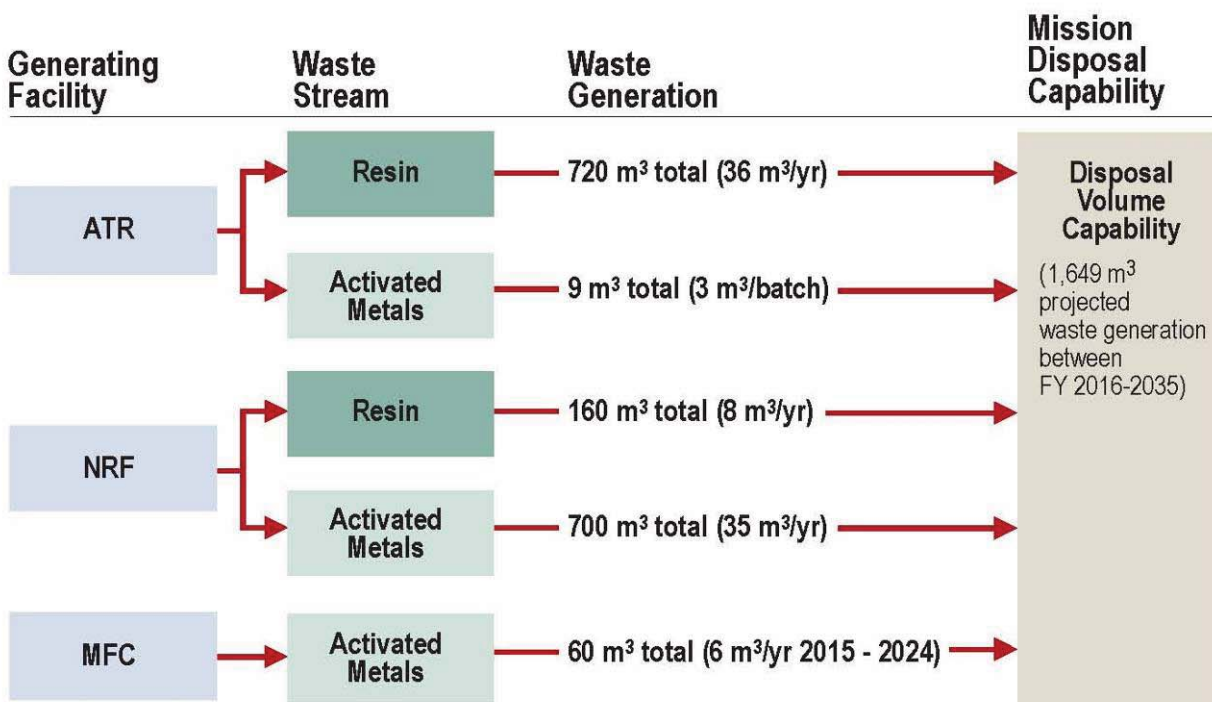 Generating
Facility
Waste
Stream
Waste
Generation
Mission
Disposal
Capability
ATR
Resin
720 m³ total (36 m³/yr)
Activated
Metals
9 m³ total (3 m³/batch)
NRF
Resin
160 m³ total (8 m³/yr)
Activated
Metals
700 m³ total (35 m³/yr)
MFC
Activated
Metals
60 m³ total (6 m³/yr 2015 - 2024)
Disposal
Volume
Capability
(1,649 m³
projected
waste generation
between
FY 2016-2035)